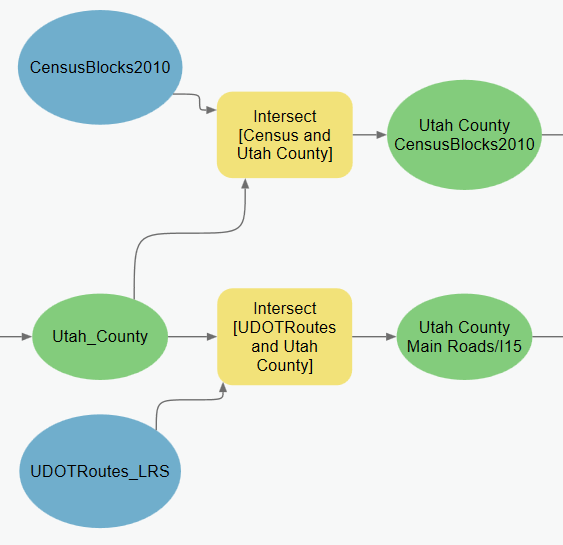 CensusBlocks2010
Intersect
[Census and
Utah County]
Utah County
CensusBlocks2010
Utah_County
Intersect
[UDOTRoutes
and Utah
County]
Utah County
Main Roads/I15
UDOTRoutes_LRS